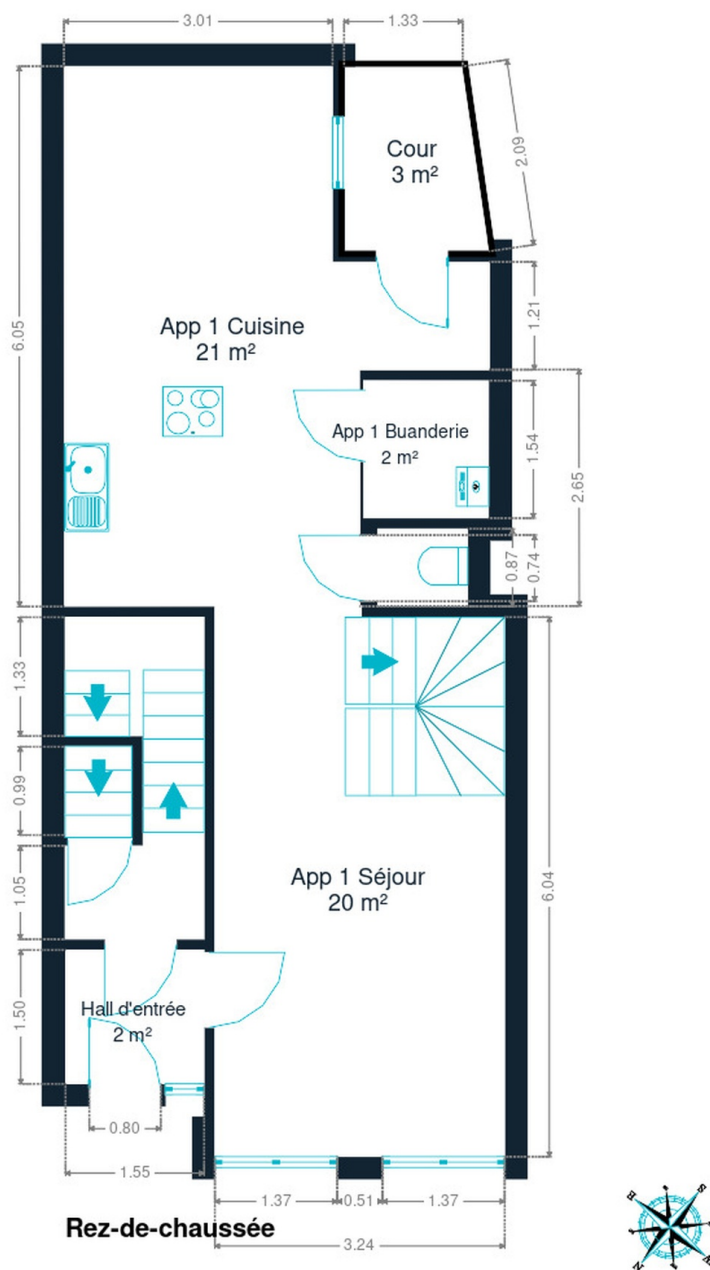 3.01
1.33
Cour
3 m²
2.09
6.05
1.21
App 1 Cuisine
21 m²
App 1 Buanderie
2 m²
1.54
2.65
0.87
0.74
1.33
0.99
1.05
App 1 Séjour
20 m²
6.04
1.50
Hall d'entrée
2 m²
0.80
1.55
1.37
0.51
1.37
Rez-de-chaussée
3.24
E
S
N